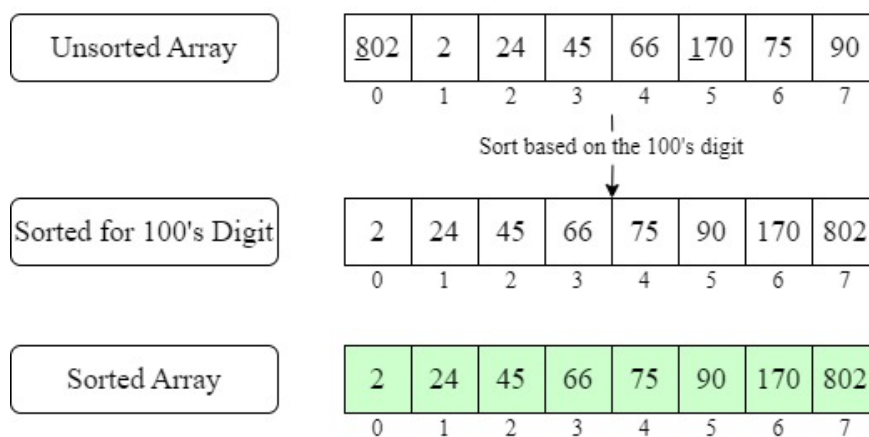 Unsorted Array
802 2 24 45 66 170 75 90
0 1 2 3 4 5 6 7
Sort based on the 100's digit
Sorted for 100's Digit
2 24 45 66 75 90 170 802
0 1 2 3 4 5 6 7
Sorted Array
2 24 45 66 75 90 170 802
0 1 2 3 4 5 6 7